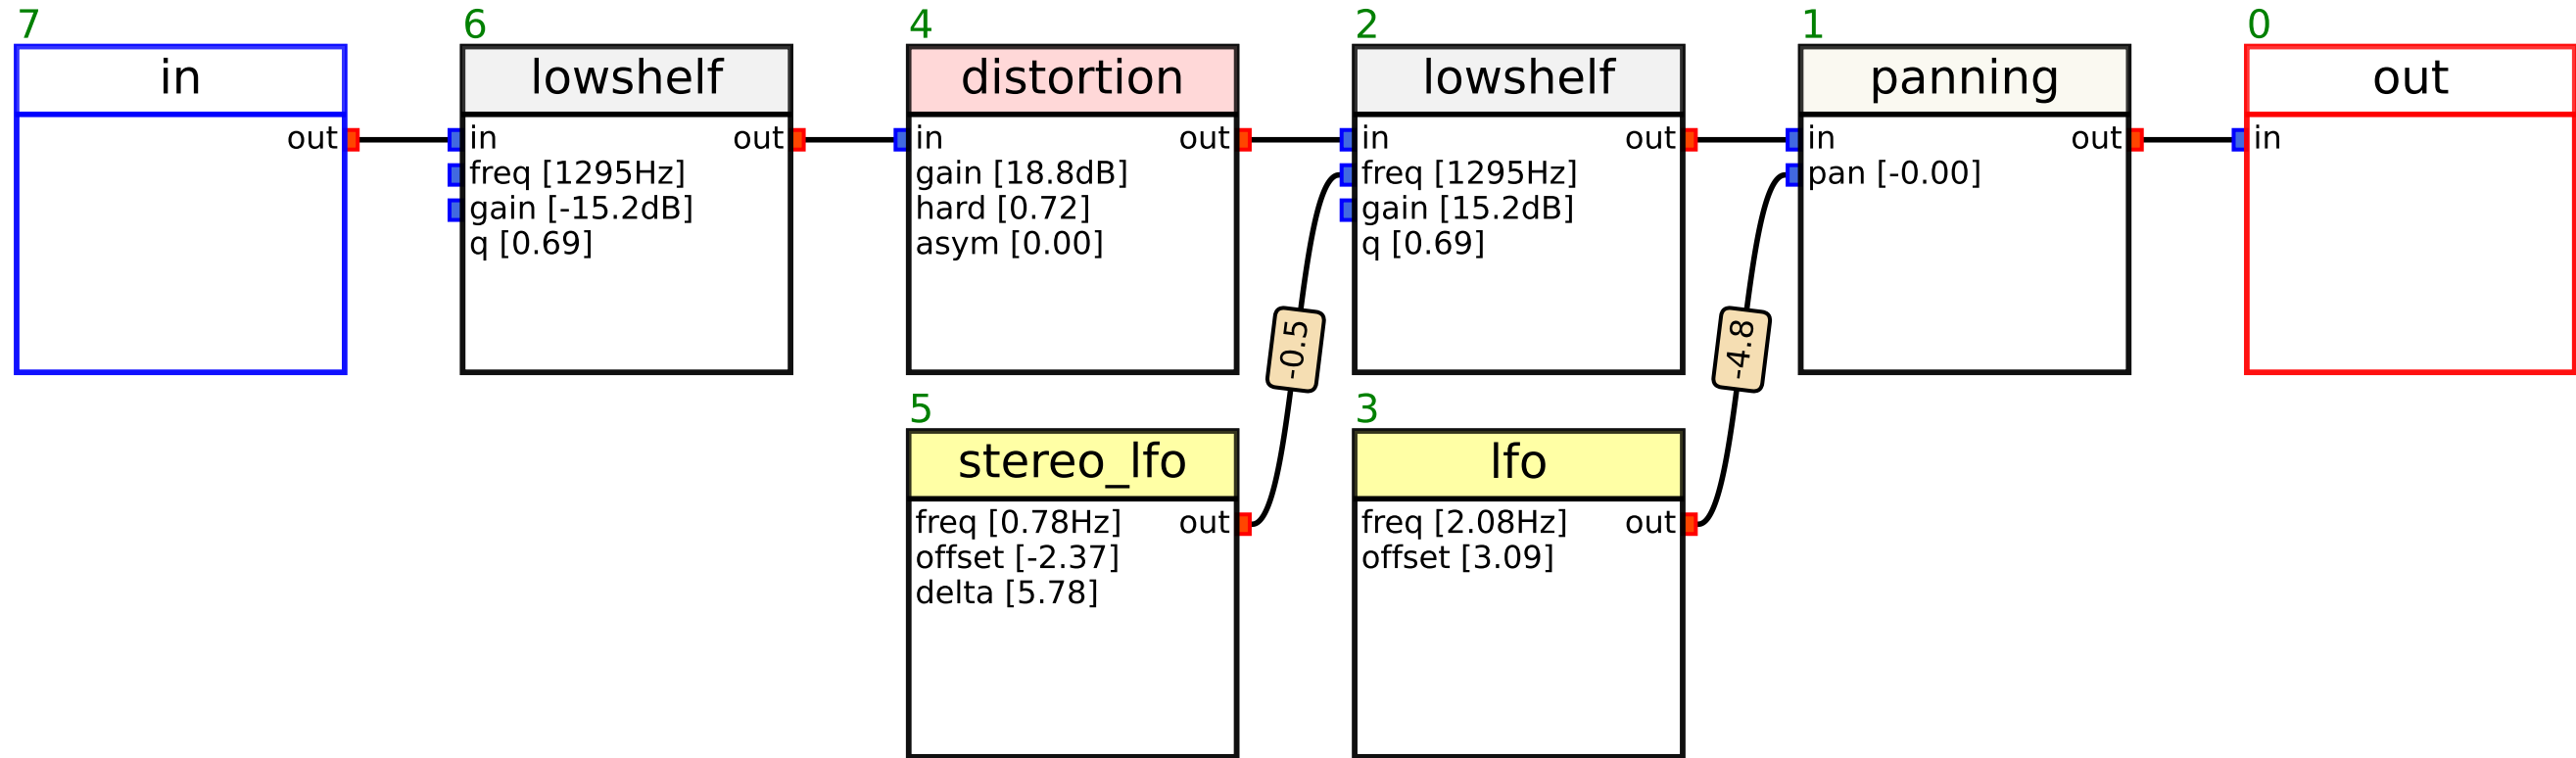 7
in
out
6
lowshelf
in out
freq [1295Hz]
gain [-15.2dB]
q [0.69]
4
distortion
in out
gain [18.8dB]
hard [0.72]
asym [0.00]
2
lowshelf
in out
freq [1295Hz]
gain [15.2dB]
q [0.69]
1
panning
in out
pan [-0.00]
0
out
in
-0.5
-4.8
5
stereo_lfo
freq [0.78Hz] out
offset [-2.37]
delta [5.78]
3
lfo
freq [2.08Hz] out
offset [3.09]